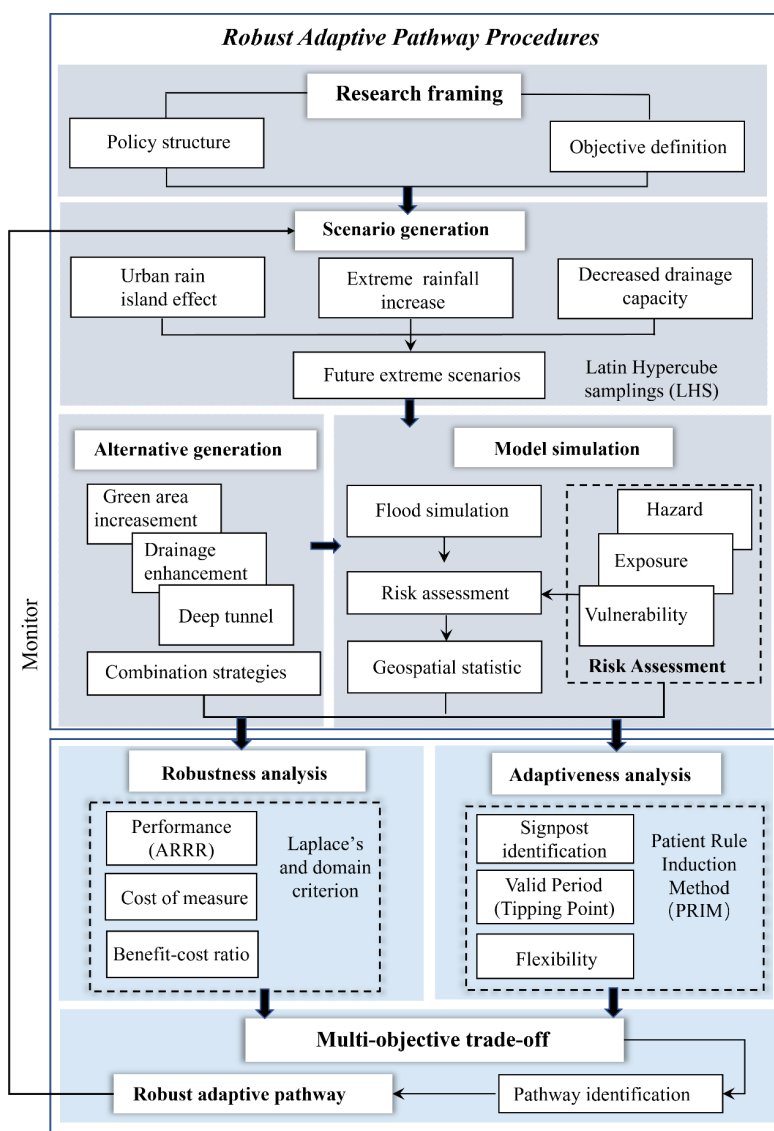 Robust Adaptive Pathway Procedures
Research framing
Policy structure
Objective definition
Scenario generation
Urban rain
island effect
Extreme rainfall
increase
Decreased drainage
capacity
Future extreme scenarios
Latin Hypercube
samplings (LHS)
Alternative generation
Green area
increasement
Drainage
enhancement
Deep tunnel
Combination strategies
Model simulation
Flood simulation
Risk assessment
Geospatial statistic
Hazard
Exposure
Vulnerability
Risk Assessment
Monitor
Robustness analysis
Performance
(ARRR)
Cost of measure
Benefit-cost ratio
Laplace's
and domain
criterion
Adaptiveness analysis
Signpost
identification
Valid Period
(Tipping Point)
Flexibility
Patient Rule
Induction
Method
(PRIM)
Multi-objective trade-off
Robust adaptive pathway
Pathway identification